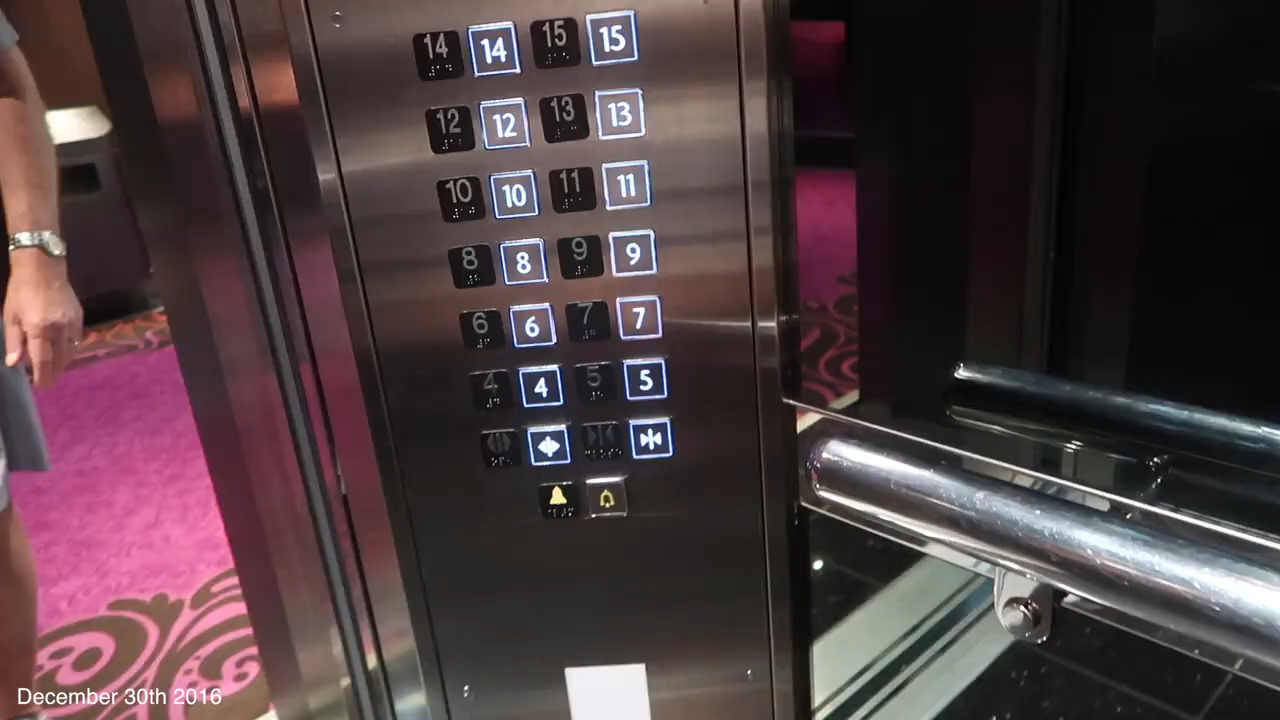 14 14 15 15
12 12 13 13
10 10 11 11
8 8 9 9
6 6 7 7
4 4 5 5
December 30th 2016